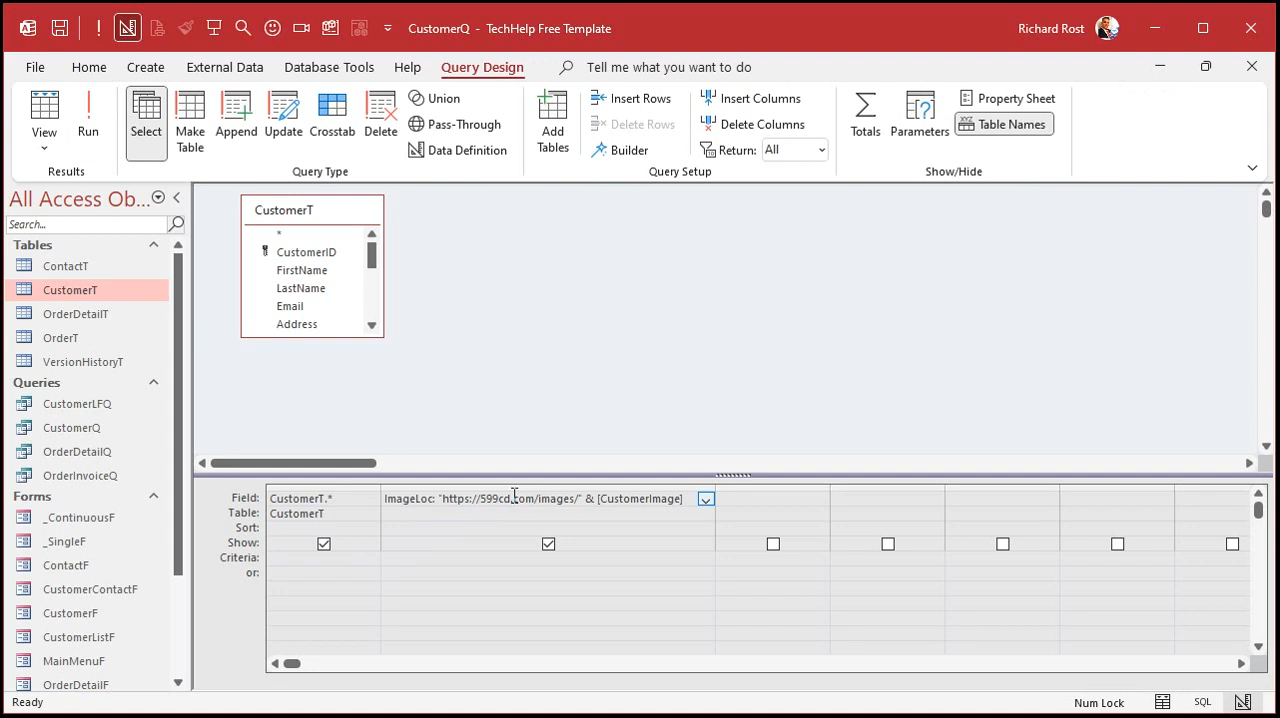 CustomerQ - TechHelp Free Template
Richard Rost
File Home Create External Data Database Tools Help Query Design Tell me what you want to do
View
Run
Results
Select
Make Table
Append
Update
Crosstab
Delete
Union
Pass-Through
Data Definition
Query Type
Add Tables
Insert Rows
Delete Rows
Builder
Insert Columns
Delete Columns
Return: All
Query Setup
Totals
Parameters
Property Sheet
XYZ Table Names
Show/Hide
All Access Ob...
Search...
Tables
ContactT
CustomerT
OrderDetailT
OrderT
VersionHistoryT
Queries
CustomerLFQ
CustomerQ
OrderDetailQ
OrderInvoiceQ
Forms
_ContinuousF
_SingleF
ContactF
CustomerContactF
CustomerF
CustomerListF
MainMenuF
OrderDetailF
CustomerT
*
CustomerID
FirstName
LastName
Email
Address
Field: CustomerT.* ImageLoc: "https://599cd.com/images/" & [CustomerImage]
Table: CustomerT
Sort:
Show:
Criteria:
or:
Ready
Num Lock
SQL